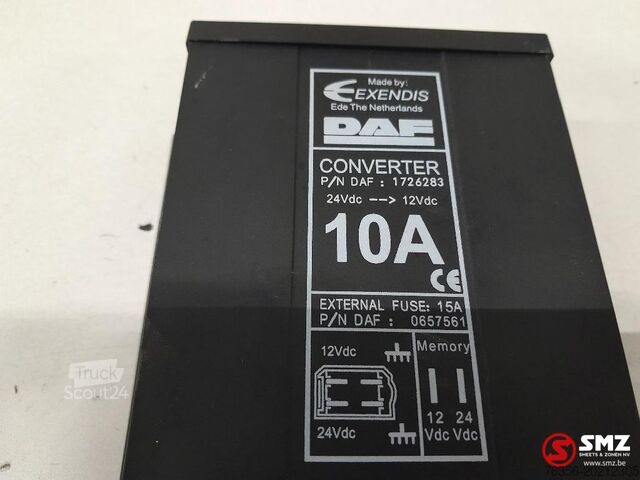 Made by:
EXENDIS
Ede The Netherlands
DAF
CONVERTER
P/N DAF : 1726283
24Vdc --> 12Vdc
10A
CE
EXTERNAL FUSE: 15A
P/N DAF : 0657561
12Vdc
24Vdc
Memory
12 24
Vdc Vdc
Truck
Scout24
SMZ
SMEETS & ZONEN NV
www.smz.be